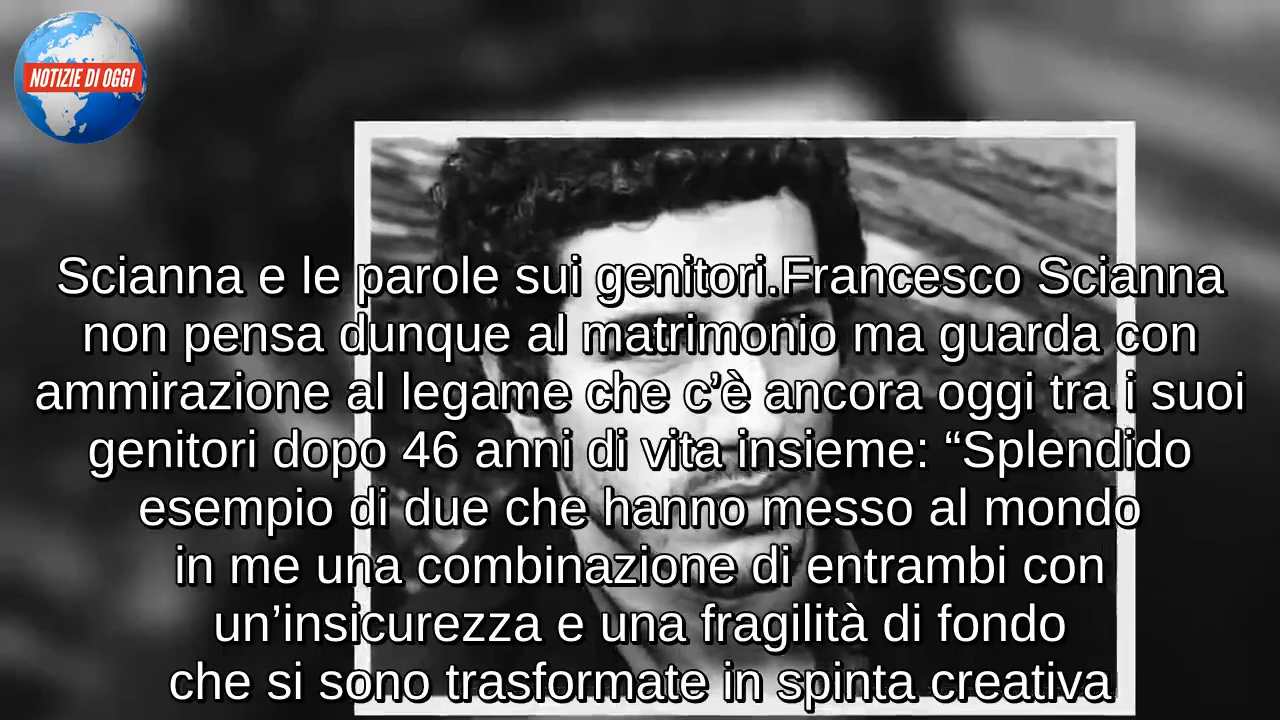 NOTIZIE DI OGGI
Scianna e le parole sui genitori.Francesco Scianna
non pensa dunque al matrimonio ma guarda con
ammirazione al legame che c’è ancora oggi tra i suoi
genitori dopo 46 anni di vita insieme: “Splendido
esempio di due che hanno messo al mondo
in me una combinazione di entrambi con
un’insicurezza e una fragilità di fondo
che si sono trasformate in spinta creativa